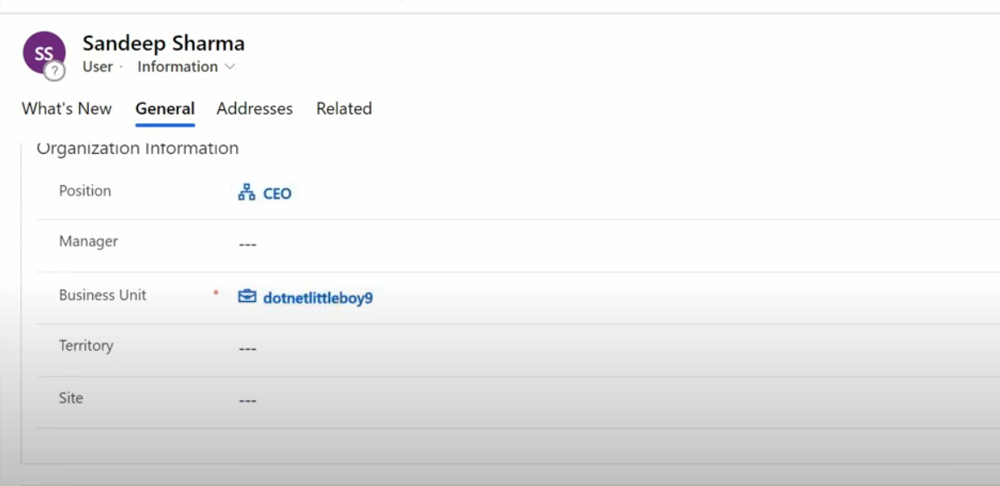 Sandeep Sharma
SS
?
User · Information
What's New General Addresses Related
Organization Information
Position CEO
Manager ---
Business Unit * dotnetlittleboy9
Territory ---
Site ---